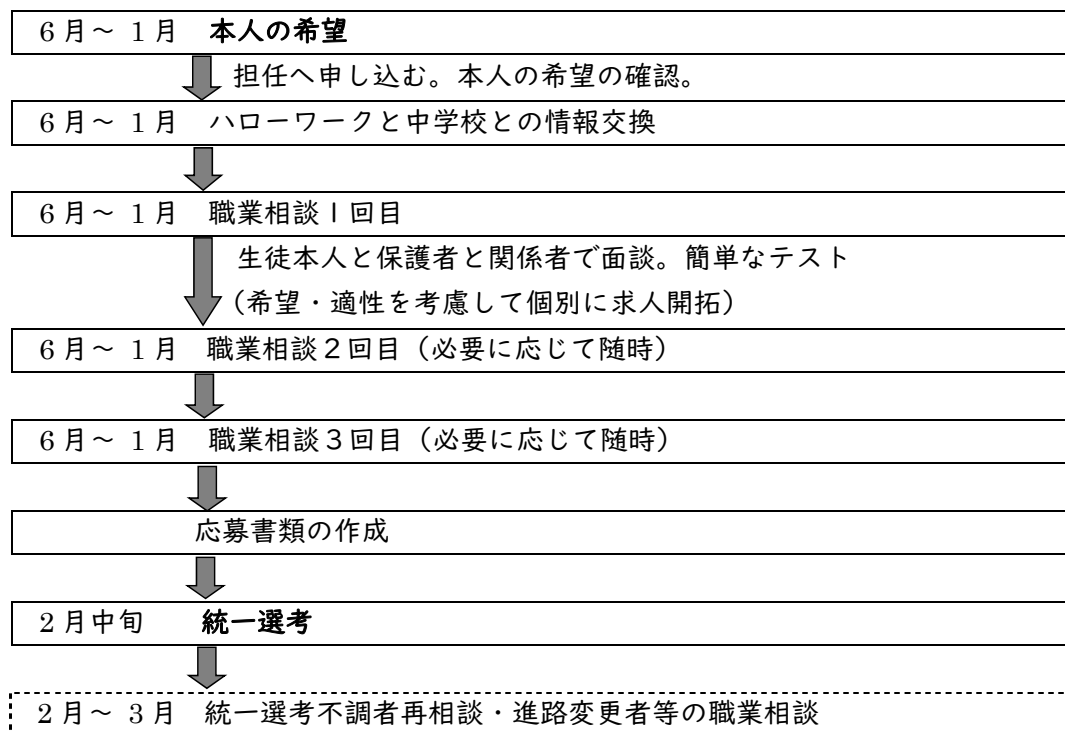 6月～ 1月 本人の希望
担任へ申し込む。本人の希望の確認。
6月～ 1月 ハローワークと中学校との情報交換
6月～ 1月 職業相談1回目
生徒本人と保護者と関係者で面談。簡単なテスト
（希望・適性を考慮して個別に求人開拓）
6月～ 1月 職業相談2回目（必要に応じて随時）
6月～ 1月 職業相談3回目（必要に応じて随時）
応募書類の作成
2月中旬 統一選考
2月～ 3月 統一選考不調者再相談・進路変更者等の職業相談